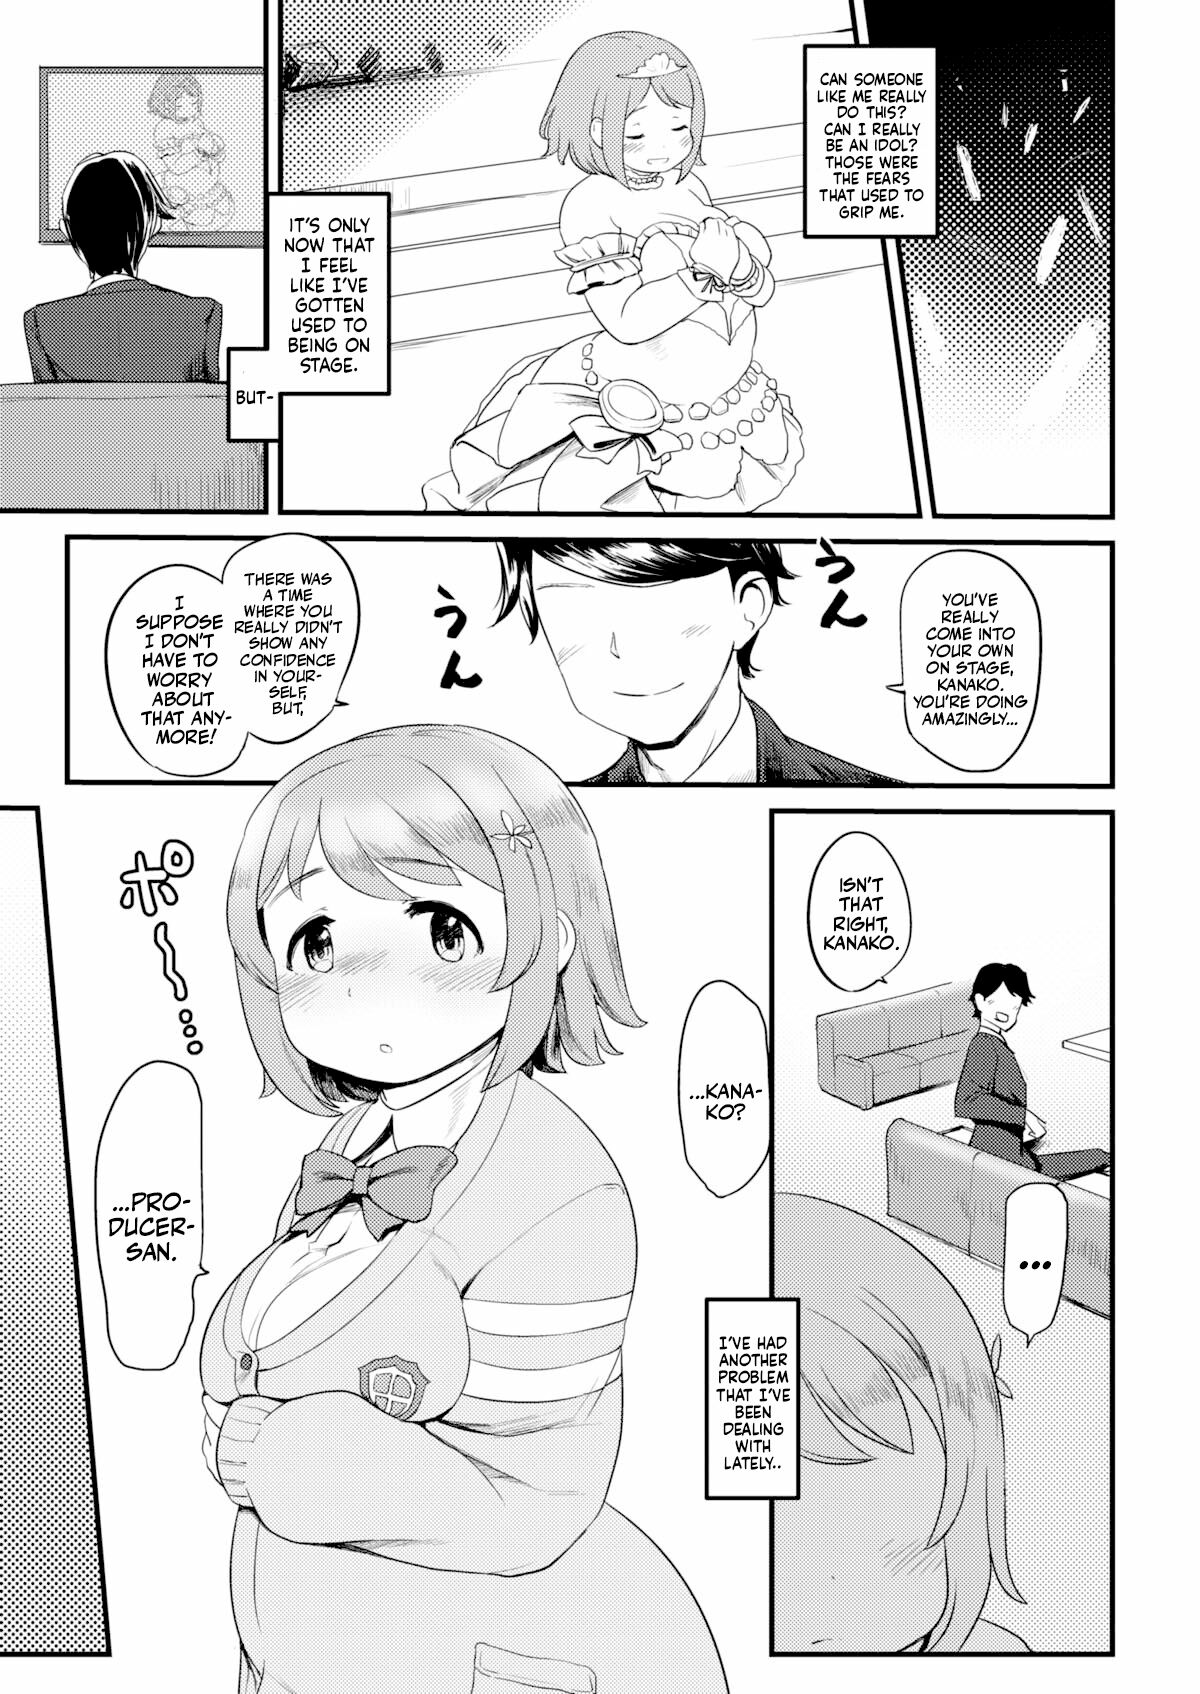 CAN SOMEONE
LIKE ME REALLY
DO THIS?
CAN I REALLY
BE AN IDOL?
THOSE WERE
THE FEARS
THAT USED TO
GRIP ME.
IT'S ONLY
NOW THAT
I FEEL
LIKE I'VE
GOTTEN
USED TO
BEING ON
STAGE.
BUT-
YOU'VE
REALLY
COME INTO
YOUR OWN
ON STAGE,
KANAKO.
YOU'RE DOING
AMAZINGLY...
うん
うん
THERE WAS
A TIME
WHERE YOU
REALLY DIDN'T
SHOW ANY
CONFIDENCE
IN YOUR-
SELF,
BUT,
I
SUPPOSE
I DON'T
HAVE TO
WORRY
ABOUT
THAT ANY-
MORE!
ISN'T
THAT
RIGHT,
KANAKO.
...
I'VE HAD
ANOTHER
PROBLEM
THAT I'VE
BEEN
DEALING
WITH
LATELY..
...KANA-
KO?
ポ〜…
...PRO-
DUCER-
SAN.